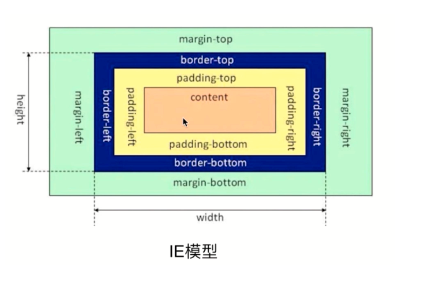 margin-top
border-top
padding-top
content
height
margin-left
border-left
padding-left
padding-right
border-right
margin-right
padding-bottom
border-bottom
margin-bottom
width
IE模型